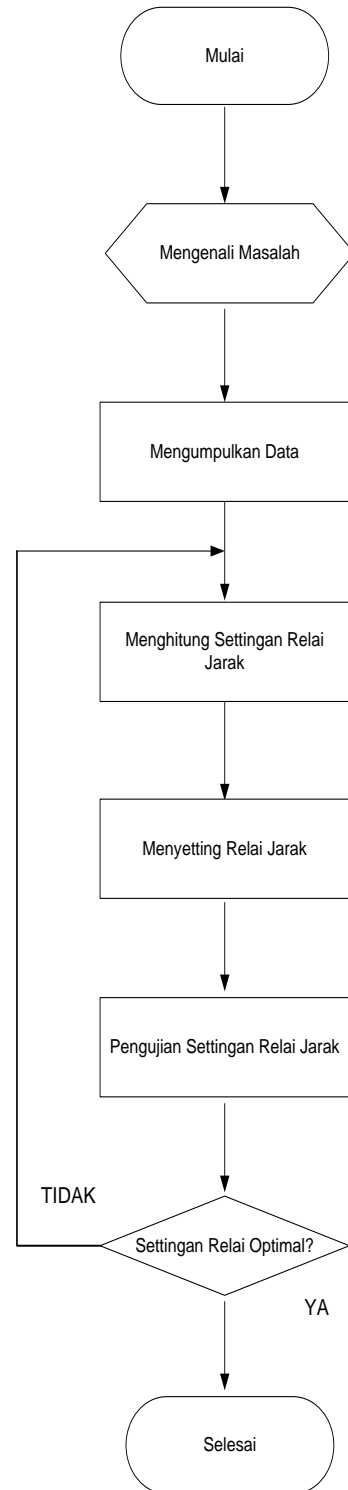 Mulai
Mengenali Masalah
Mengumpulkan Data
Menghitung Settingan Relai
Jarak
Menyetting Relai Jarak
Pengujian Settingan Relai Jarak
TIDAK
Settingan Relai Optimal?
YA
Selesai